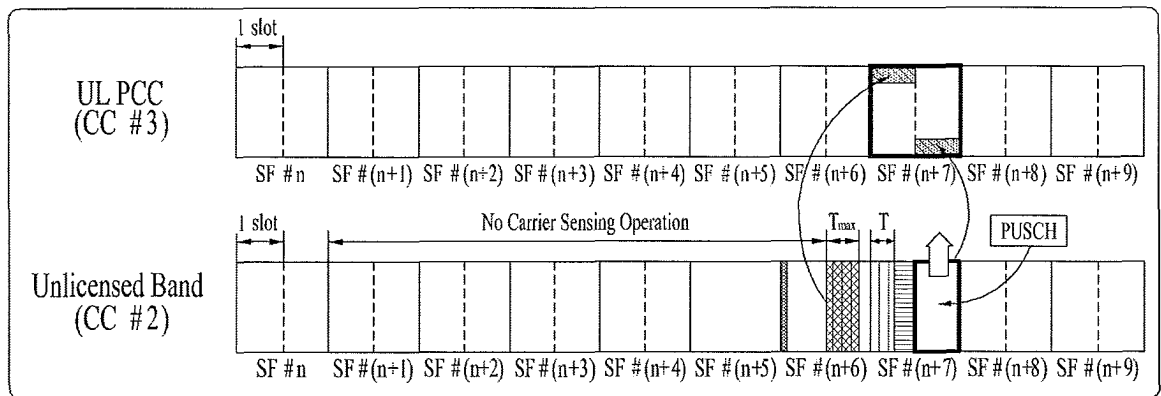 1 slot
UL PCC
(CC #3)
SF #n SF #(n+1) SF #(n+2) SF #(n+3) SF #(n+4) SF #(n+5) SF #(n+6) SF #(n+7) SF #(n+8) SF #(n+9)
1 slot
No Carrier Sensing Operation
Tmax
T
PUSCH
Unlicensed Band
(CC #2)
SF #n SF #(n+1) SF #(n+2) SF #(n+3) SF #(n+4) SF #(n+5) SF #(n+6) SF #(n+7) SF #(n+8) SF #(n+9)